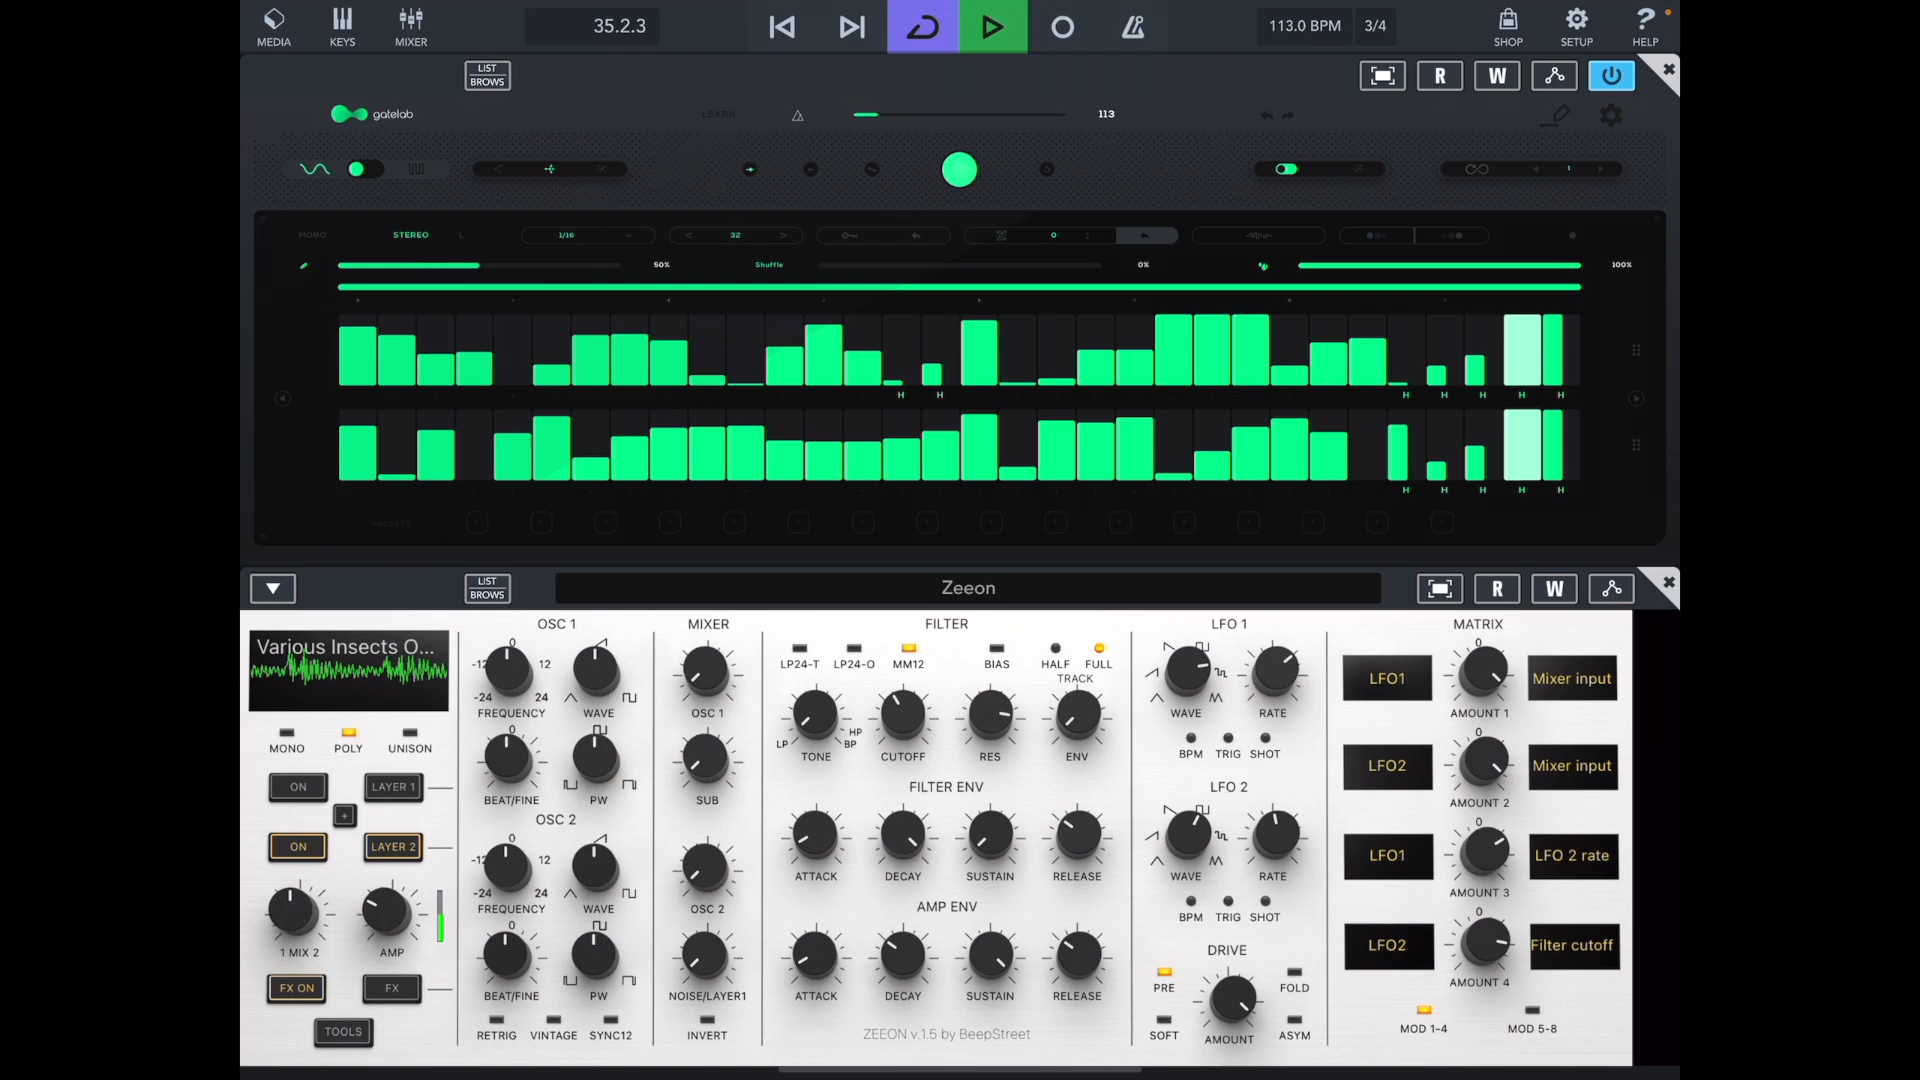 MEDIA KEYS MIXER 35.2.3 113.0 BPM 3/4 SHOP SETUP HELP
LIST BROWS R W
gatelab LEARN 113
MONO STEREO L 1/16 32 0
50% Shuffle 0% 100%
H H H H H H H
H H H H H
PRESETS
LIST BROWS Zeeon R W
Various Insects O...
MONO POLY UNISON
ON LAYER 1
+
ON LAYER 2
1 MIX 2 AMP
FX ON FX
TOOLS
OSC 1
0
-12 12
-24 24
FREQUENCY WAVE
BEAT/FINE PW
OSC 2
0
-12 12
-24 24
FREQUENCY WAVE
BEAT/FINE PW
RETRIG VINTAGE SYNC12
MIXER
OSC 1
SUB
OSC 2
NOISE/LAYER1
INVERT
FILTER
LP24-T LP24-O MM12 BIAS HALF FULL
TRACK
LP HP BP
TONE CUTOFF RES ENV
FILTER ENV
ATTACK DECAY SUSTAIN RELEASE
AMP ENV
ATTACK DECAY SUSTAIN RELEASE
ZEEON v.1.5 by BeepStreet
LFO 1
WAVE RATE
BPM TRIG SHOT
LFO 2
WAVE RATE
BPM TRIG SHOT
DRIVE
PRE FOLD
SOFT AMOUNT ASYM
MATRIX
0
LFO1 Mixer input
AMOUNT 1
0
LFO2 Mixer input
AMOUNT 2
0
LFO1 LFO 2 rate
AMOUNT 3
0
LFO2 Filter cutoff
AMOUNT 4
MOD 1-4 MOD 5-8